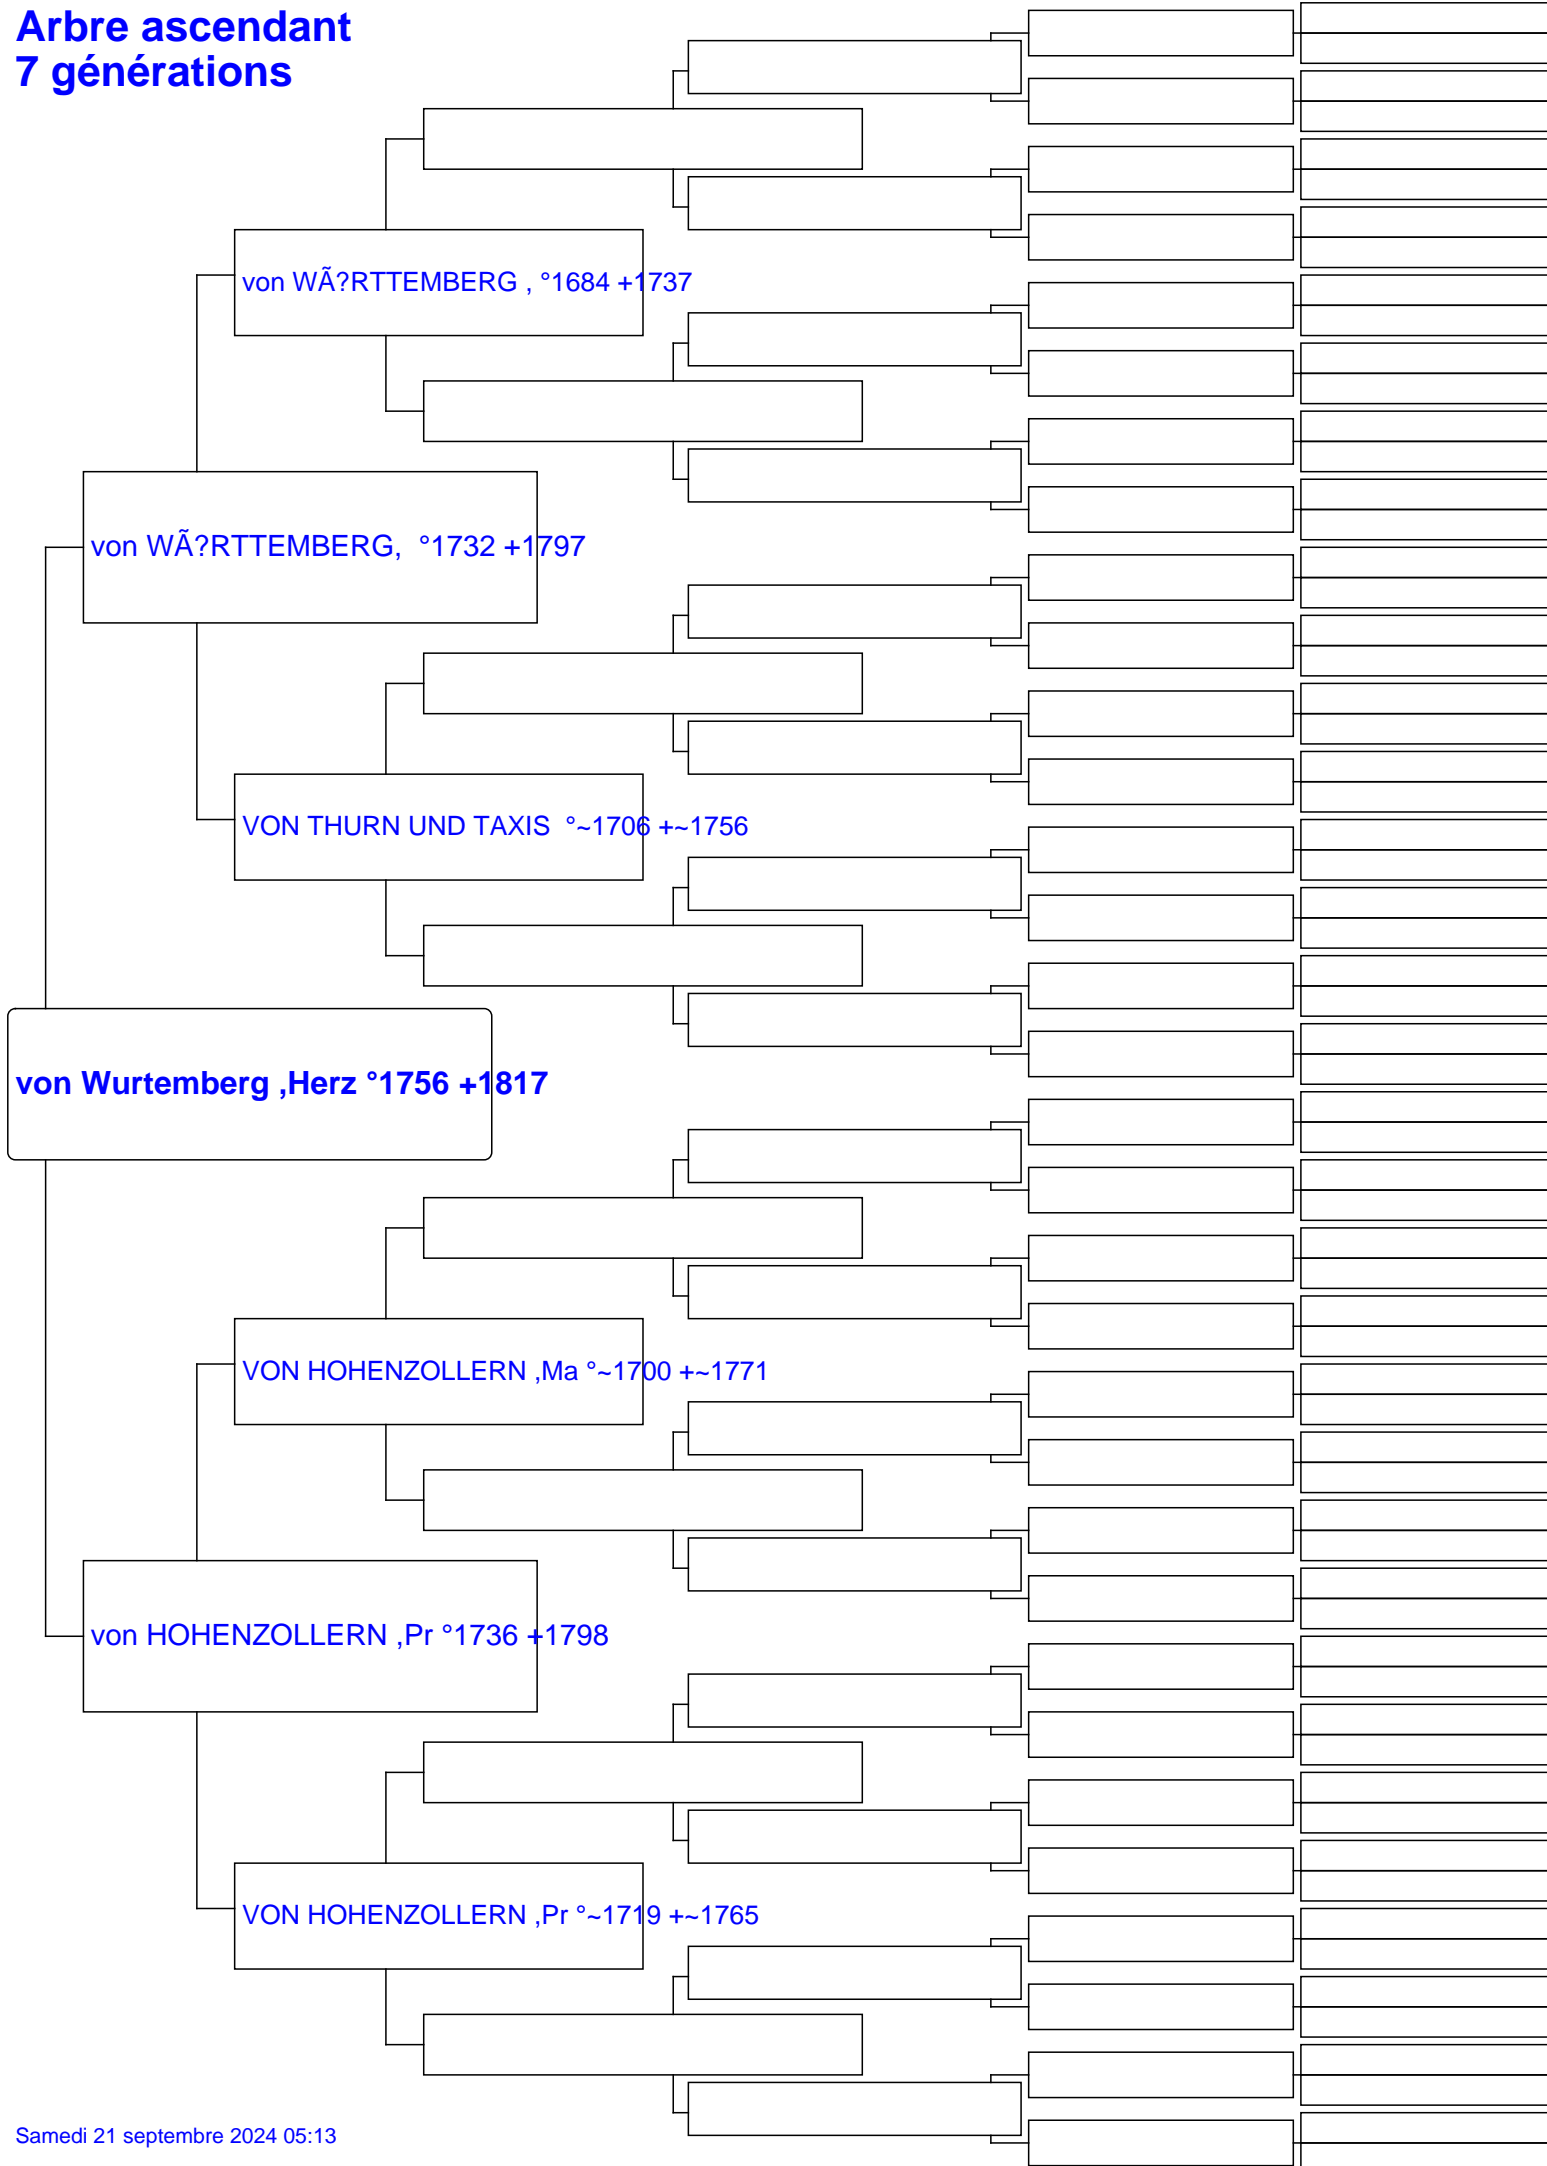 Arbre ascendant
7 générations
von WÃ?RTTEMBERG , °1684 +1737
von WÃ?RTTEMBERG,  °1732 +1797
VON THURN UND TAXIS  °~1706 +~1756
von Wurtemberg ,Herz °1756 +1817
VON HOHENZOLLERN ,Ma °~1700 +~1771
von HOHENZOLLERN ,Pr °1736 +1798
VON HOHENZOLLERN ,Pr °~1719 +~1765
Samedi 21 septembre 2024 05:13